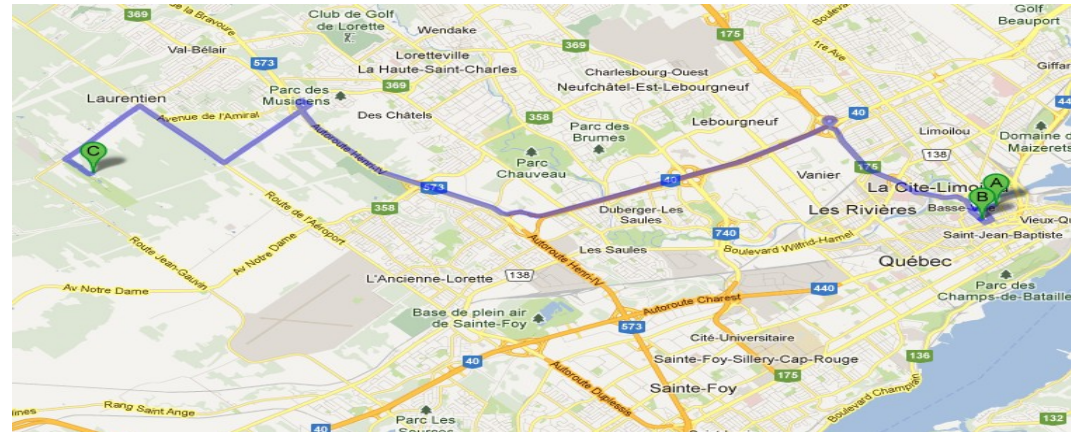 369
de la Bravoure
Club de Golf
de Lorette
Wendake
369
175
Boulevard
Golf
Beauport
Val-Bélair
573
Loretteville
La Haute-Saint-Charles
1re Ave
Giffar
Charlesbourg-Ouest
Neufchâtel-Est-Lebourgneuf
369
440
Laurentien
Parc des
Musiciens
Avenue de l'Amiral
Des Châtels
358
Parc des
Brumes
Lebourgneuf
40
Limoilou
Domaine d
Maizerets
138
C
Autoroute Henri-IV
Parc
Chauveau
573
40
Vanier
175
La Cité-Limoi
A
B
Route de l'Aéroport
358
Duberger-Les
Saules
Les Rivières
Basse
Vieux-Qu
Saint-Jean-Baptiste
Route Jean-Gauvin
Av Notre Dame
Autoroute Henri-IV
Les Saules
740
Boulevard Wilfrid-Hamel
Québec
Av Notre Dame
L'Ancienne-Lorette
138
Parc des
Champs-de-Bataille
Autoroute Charest
440
Base de plein air
de Sainte-Foy
573
Cité-Universitaire
136
40
Sainte-Foy-Sillery-Cap-Rouge
175
Sainte-Foy
Boulevard Champlain
Autoroute Duplessis
Rang Saint Ange
40
Parc Les
Sources
132